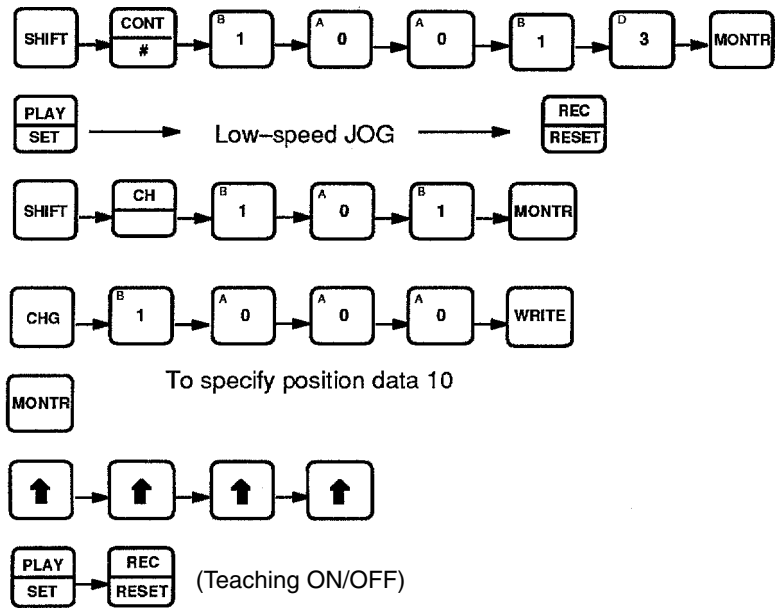 SHIFT CONT # B 1 A 0 A 0 B 1 D 3 MONTR
PLAY SET Low-speed JOG REC RESET
SHIFT CH B 1 A 0 B 1 MONTR
CHG B 1 A 0 A 0 A 0 WRITE
To specify position data 10
MONTR
PLAY SET REC RESET (Teaching ON/OFF)